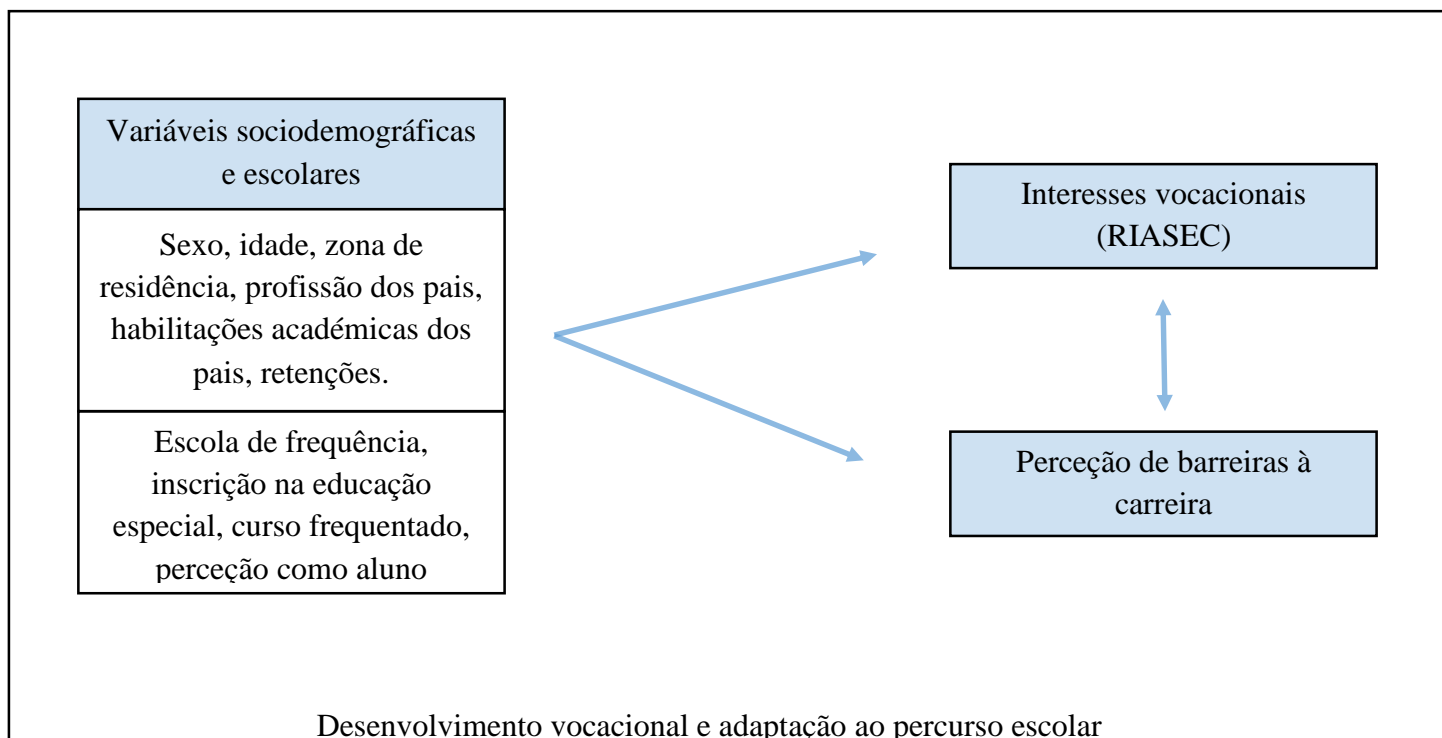 Variáveis sociodemográficas
e escolares
Sexo, idade, zona de
residência, profissão dos pais,
habilitações académicas dos
pais, retenções.
Escola de frequência,
inscrição na educação
especial, curso frequentado,
perceção como aluno
Interesses vocacionais
(RIASEC)
Perceção de barreiras à
carreira
Desenvolvimento vocacional e adaptação ao percurso escolar